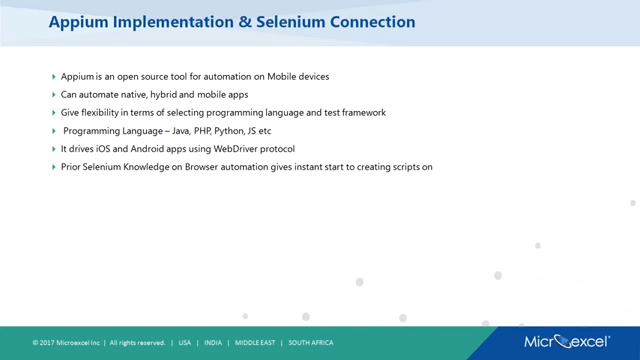 Appium Implementation & Selenium Connection
Appium is an open source tool for automation on Mobile devices
Can automate native, hybrid and mobile apps
Give flexibility in terms of selecting programming language and test framework
Programming Language – Java, PHP, Python, JS etc
It drives iOS and Android apps using WebDriver protocol
Prior Selenium Knowledge on Browser automation gives instant start to creating scripts on
© 2017 Microexcel Inc | All rights reserved. | USA | INDIA | MIDDLE EAST | SOUTH AFRICA
Microexcel